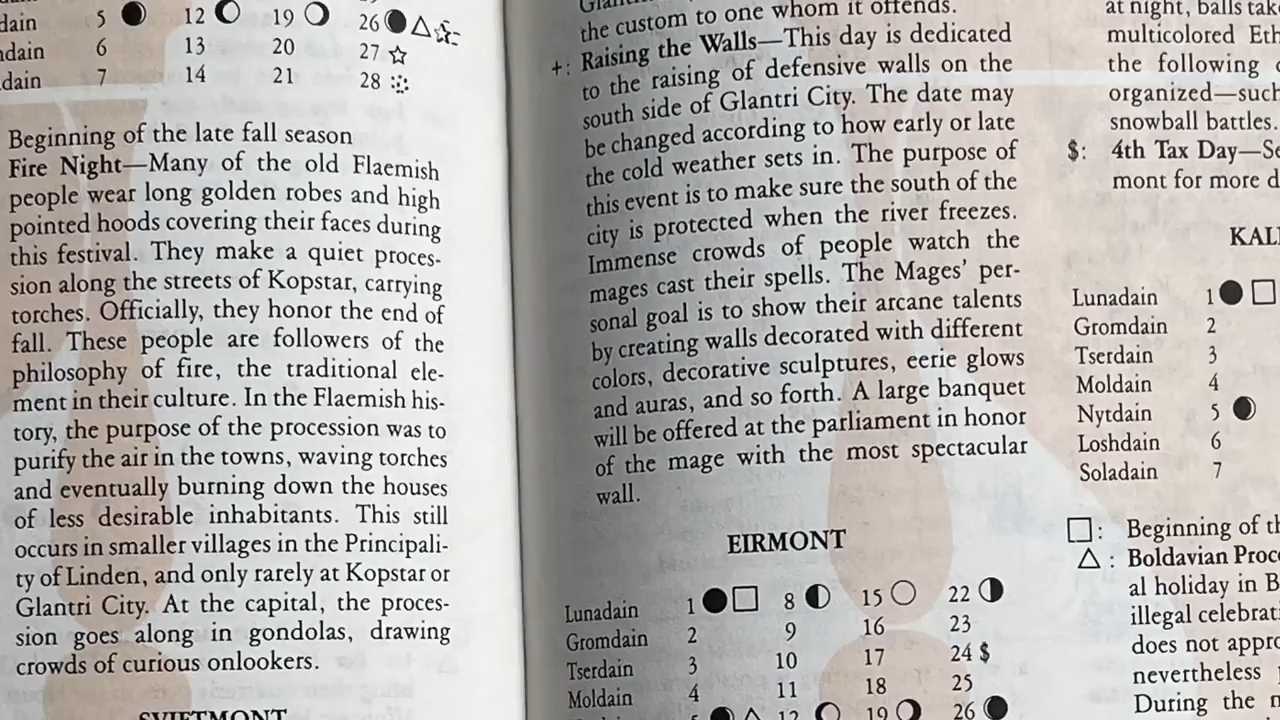 dain 5 12 19 26
dain 6 13 20 27
dain 7 14 21 28
Beginning of the late fall season
Fire Night—Many of the old Flaemish
people wear long golden robes and high
pointed hoods covering their faces during
this festival. They make a quiet proces-
sion along the streets of Kopstar, carrying
torches. Officially, they honor the end of
fall. These people are followers of the
philosophy of fire, the traditional ele-
ment in their culture. In the Flaemish his-
tory, the purpose of the procession was to
purify the air in the towns, waving torches
and eventually burning down the houses
of less desirable inhabitants. This still
occurs in smaller villages in the Principali-
ty of Linden, and only rarely at Kopstar or
Glantri City. At the capital, the proces-
sion goes along in gondolas, drawing
crowds of curious onlookers.
SVIFTMONT
the custom to one whom it offends.
+: Raising the Walls—This day is dedicated
to the raising of defensive walls on the
south side of Glantri City. The date may
be changed according to how early or late
the cold weather sets in. The purpose of
this event is to make sure the south of the
city is protected when the river freezes.
Immense crowds of people watch the
mages cast their spells. The Mages' per-
sonal goal is to show their arcane talents
by creating walls decorated with different
colors, decorative sculptures, eerie glows
and auras, and so forth. A large banquet
will be offered at the parliament in honor
of the mage with the most spectacular
wall.
EIRMONT
Lunadain 1 8 15 22
Gromdain 2 9 16 23
Tserdain 3 10 17 24 $
Moldain 4 11 18 25
5 12 19 26
at night, balls
multicolored
the following
organized—such
snowball battles.
$: 4th Tax Day—
mont for more
Lunadain 1
Gromdain 2
Tserdain 3
Moldain 4
Nytdain 5
Loshdain 6
Soladain 7
□: Beginning of
△: Boldavian
al holiday in
illegal
does not
nevertheless
During the